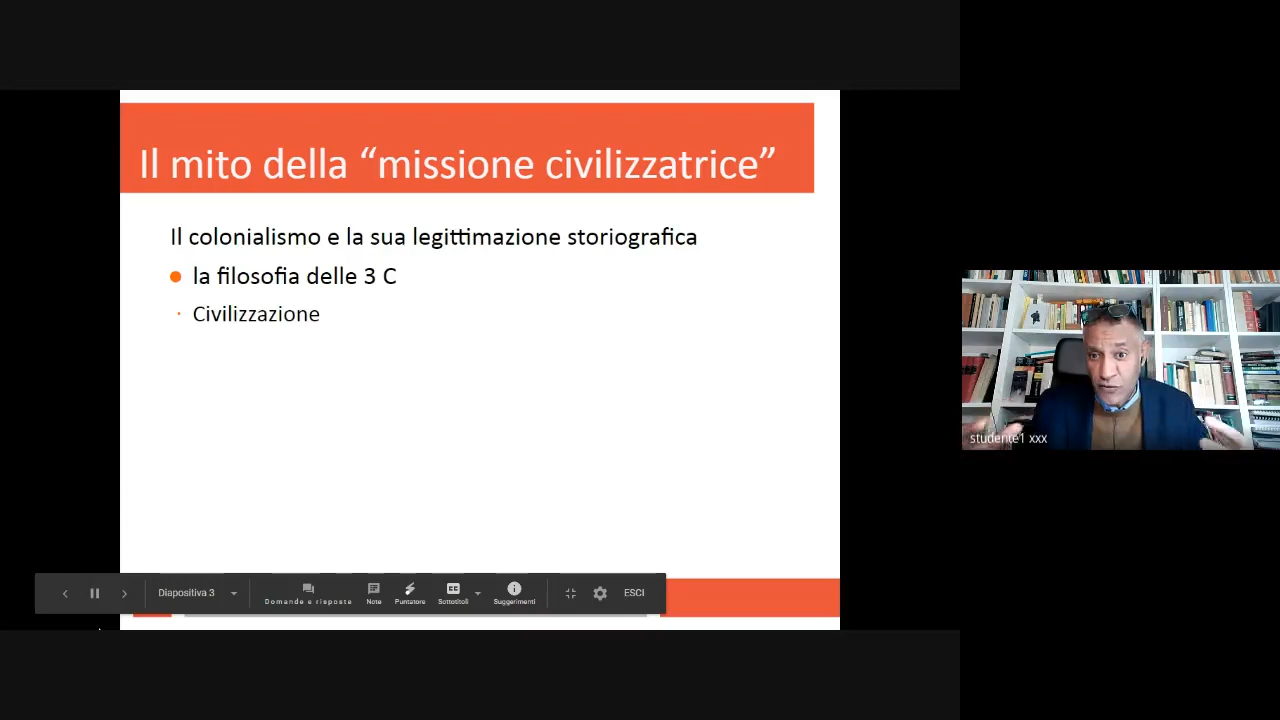 Il mito della “missione civilizzatrice”
Il colonialismo e la sua legittimazione storiografica
la filosofia delle 3 C
Civilizzazione
studente1 xxx
Diapositiva 3
Domande e risposte
Note
Puntatore
Sottotitoli
Suggerimenti
ESCI